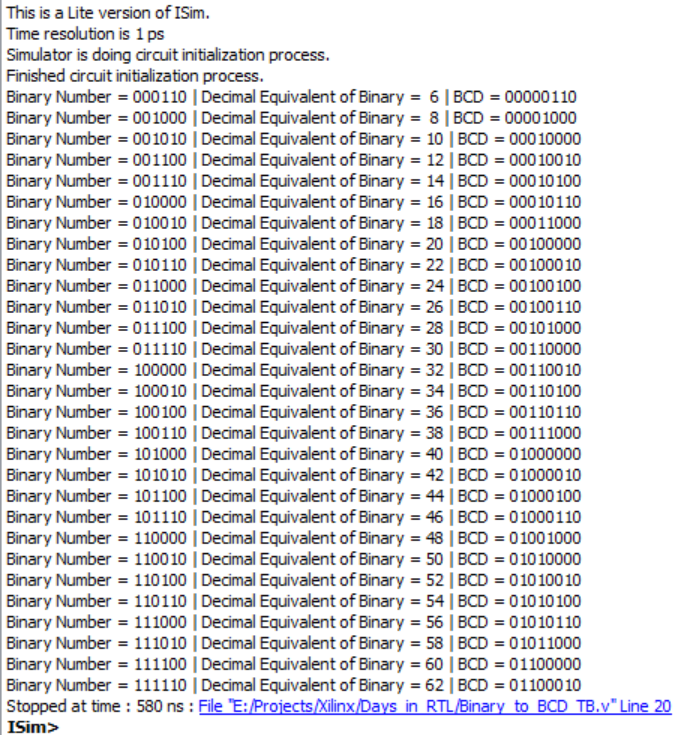 This is a Lite version of ISim.
Time resolution is 1 ps
Simulator is doing circuit initialization process.
Finished circuit initialization process.
Binary Number = 000110 | Decimal Equivalent of Binary =  6 | BCD = 00000110
Binary Number = 001000 | Decimal Equivalent of Binary =  8 | BCD = 00001000
Binary Number = 001010 | Decimal Equivalent of Binary = 10 | BCD = 00010000
Binary Number = 001100 | Decimal Equivalent of Binary = 12 | BCD = 00010010
Binary Number = 001110 | Decimal Equivalent of Binary = 14 | BCD = 00010100
Binary Number = 010000 | Decimal Equivalent of Binary = 16 | BCD = 00010110
Binary Number = 010010 | Decimal Equivalent of Binary = 18 | BCD = 00011000
Binary Number = 010100 | Decimal Equivalent of Binary = 20 | BCD = 00100000
Binary Number = 010110 | Decimal Equivalent of Binary = 22 | BCD = 00100010
Binary Number = 011000 | Decimal Equivalent of Binary = 24 | BCD = 00100100
Binary Number = 011010 | Decimal Equivalent of Binary = 26 | BCD = 00100110
Binary Number = 011100 | Decimal Equivalent of Binary = 28 | BCD = 00101000
Binary Number = 011110 | Decimal Equivalent of Binary = 30 | BCD = 00110000
Binary Number = 100000 | Decimal Equivalent of Binary = 32 | BCD = 00110010
Binary Number = 100010 | Decimal Equivalent of Binary = 34 | BCD = 00110100
Binary Number = 100100 | Decimal Equivalent of Binary = 36 | BCD = 00110110
Binary Number = 100110 | Decimal Equivalent of Binary = 38 | BCD = 00111000
Binary Number = 101000 | Decimal Equivalent of Binary = 40 | BCD = 01000000
Binary Number = 101010 | Decimal Equivalent of Binary = 42 | BCD = 01000010
Binary Number = 101100 | Decimal Equivalent of Binary = 44 | BCD = 01000100
Binary Number = 101110 | Decimal Equivalent of Binary = 46 | BCD = 01000110
Binary Number = 110000 | Decimal Equivalent of Binary = 48 | BCD = 01001000
Binary Number = 110010 | Decimal Equivalent of Binary = 50 | BCD = 01010000
Binary Number = 110100 | Decimal Equivalent of Binary = 52 | BCD = 01010010
Binary Number = 110110 | Decimal Equivalent of Binary = 54 | BCD = 01010100
Binary Number = 111000 | Decimal Equivalent of Binary = 56 | BCD = 01010110
Binary Number = 111010 | Decimal Equivalent of Binary = 58 | BCD = 01011000
Binary Number = 111100 | Decimal Equivalent of Binary = 60 | BCD = 01100000
Binary Number = 111110 | Decimal Equivalent of Binary = 62 | BCD = 01100010
Stopped at time : 580 ns : File "E:/Projects/Xilinx/Days_in_RTL/Binary_to_BCD_TB.v" Line 20
ISim>